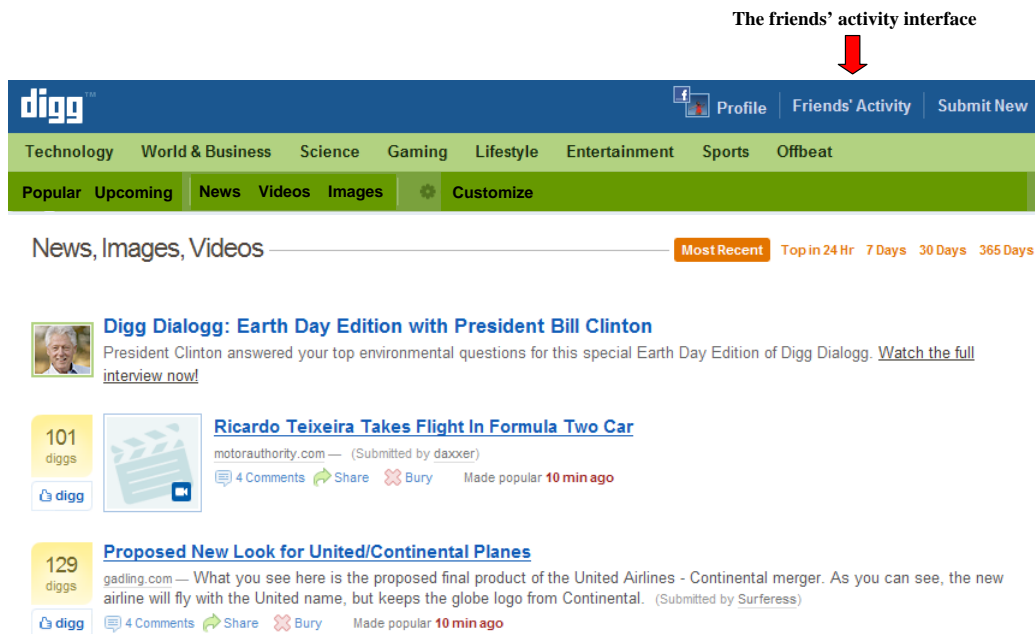 The friends' activity interface
digg™
f Profile Friends' Activity Submit New
Technology World & Business Science Gaming Lifestyle Entertainment Sports Offbeat
Popular Upcoming News Videos Images Customize
News, Images, Videos Most Recent Top in 24 Hr 7 Days 30 Days 365 Days
Digg Dialogg: Earth Day Edition with President Bill Clinton
President Clinton answered your top environmental questions for this special Earth Day Edition of Digg Dialogg. Watch the full
interview now!
101
diggs
digg
Ricardo Teixeira Takes Flight In Formula Two Car
motorauthority.com — (Submitted by daxxer)
4 Comments Share Bury Made popular 10 min ago
129
diggs
digg
Proposed New Look for United/Continental Planes
gadling.com — What you see here is the proposed final product of the United Airlines - Continental merger. As you can see, the new
airline will fly with the United name, but keeps the globe logo from Continental. (Submitted by Surferess)
4 Comments Share Bury Made popular 10 min ago